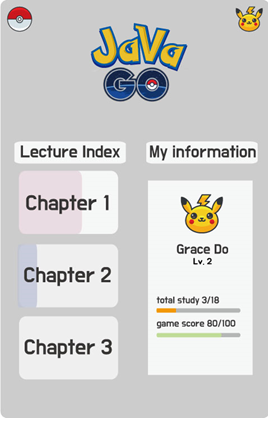 JaVa
GO
Lecture Index
My information
Chapter 1
Chapter 2
Chapter 3
Grace Do
Lv. 2
total study 3/18
game score 80/100